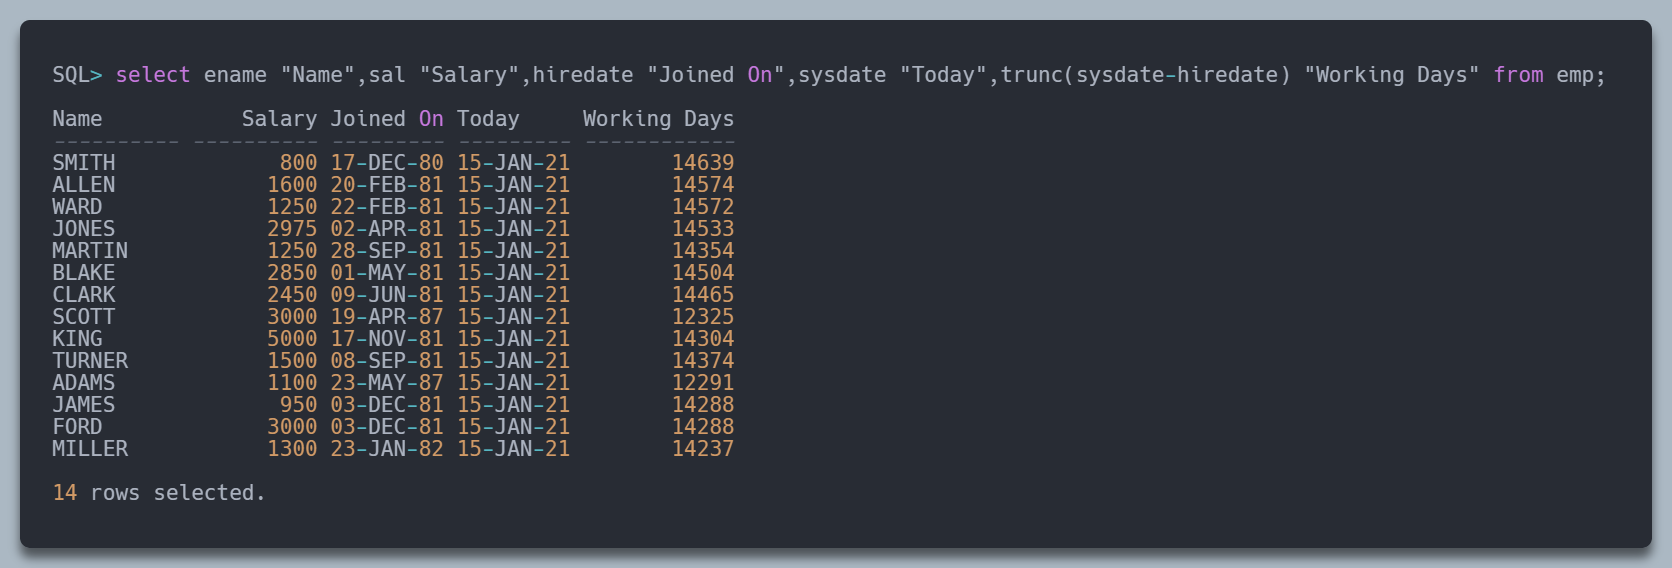 SQL> select ename "Name",sal "Salary",hiredate "Joined On",sysdate "Today",trunc(sysdate-hiredate) "Working Days" from emp;
Name           Salary Joined On Today     Working Days
---------- ---------- --------- --------- ------------
SMITH             800 17-DEC-80 15-JAN-21        14639
ALLEN            1600 20-FEB-81 15-JAN-21        14574
WARD             1250 22-FEB-81 15-JAN-21        14572
JONES            2975 02-APR-81 15-JAN-21        14533
MARTIN           1250 28-SEP-81 15-JAN-21        14354
BLAKE            2850 01-MAY-81 15-JAN-21        14504
CLARK            2450 09-JUN-81 15-JAN-21        14465
SCOTT            3000 19-APR-87 15-JAN-21        12325
KING             5000 17-NOV-81 15-JAN-21        14304
TURNER           1500 08-SEP-81 15-JAN-21        14374
ADAMS            1100 23-MAY-87 15-JAN-21        12291
JAMES             950 03-DEC-81 15-JAN-21        14288
FORD             3000 03-DEC-81 15-JAN-21        14288
MILLER           1300 23-JAN-82 15-JAN-21        14237
14 rows selected.